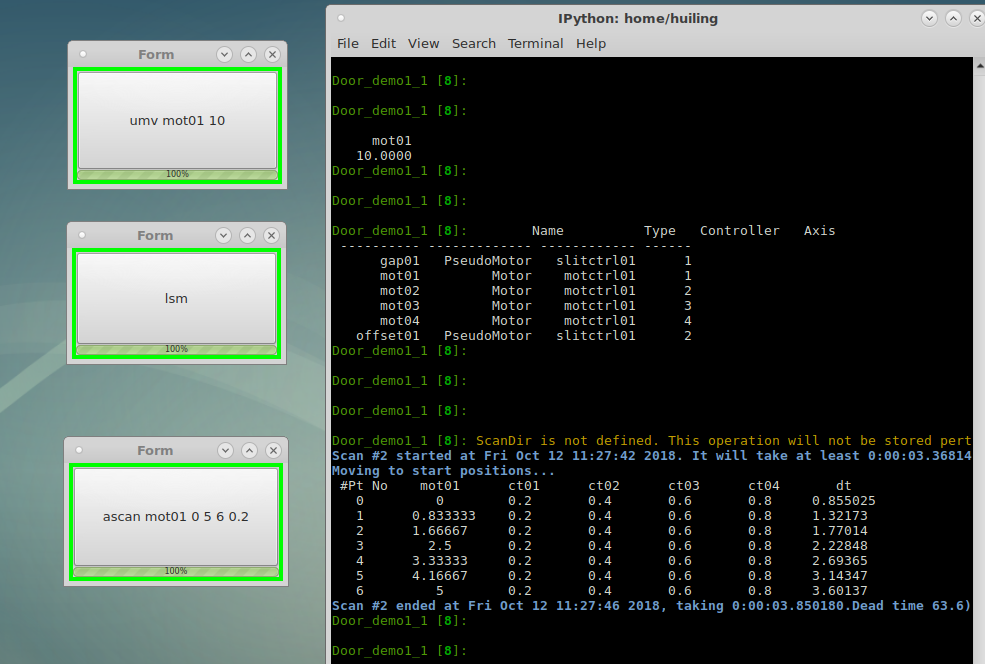 Form
umv mot01 10
100%
Form
lsm
100%
Form
ascan mot01 0 5 6 0.2
100%
IPython: home/huiling
File Edit View Search Terminal Help
Door_demo1_1 [8]:
Door_demo1_1 [8]:
mot01
10.0000
Door_demo1_1 [8]:
Door_demo1_1 [8]:
Door_demo1_1 [8]: Name Type Controller Axis
---------- ------------- ------------ ------
gap01 PseudoMotor slitctrl01 1
mot01 Motor motctrl01 1
mot02 Motor motctrl01 2
mot03 Motor motctrl01 3
mot04 Motor motctrl01 4
offset01 PseudoMotor slitctrl01 2
Door_demo1_1 [8]:
Door_demo1_1 [8]:
Door_demo1_1 [8]:
Door_demo1_1 [8]: ScanDir is not defined. This operation will not be stored pert
Scan #2 started at Fri Oct 12 11:27:42 2018. It will take at least 0:00:03.36814
Moving to start positions...
#Pt No mot01 ct01 ct02 ct03 ct04 dt
0 0 0.2 0.4 0.6 0.8 0.855025
1 0.833333 0.2 0.4 0.6 0.8 1.32173
2 1.66667 0.2 0.4 0.6 0.8 1.77014
3 2.5 0.2 0.4 0.6 0.8 2.22848
4 3.33333 0.2 0.4 0.6 0.8 2.69365
5 4.16667 0.2 0.4 0.6 0.8 3.14347
6 5 0.2 0.4 0.6 0.8 3.60137
Scan #2 ended at Fri Oct 12 11:27:46 2018, taking 0:00:03.850180.Dead time 63.6)
Door_demo1_1 [8]:
Door_demo1_1 [8]: